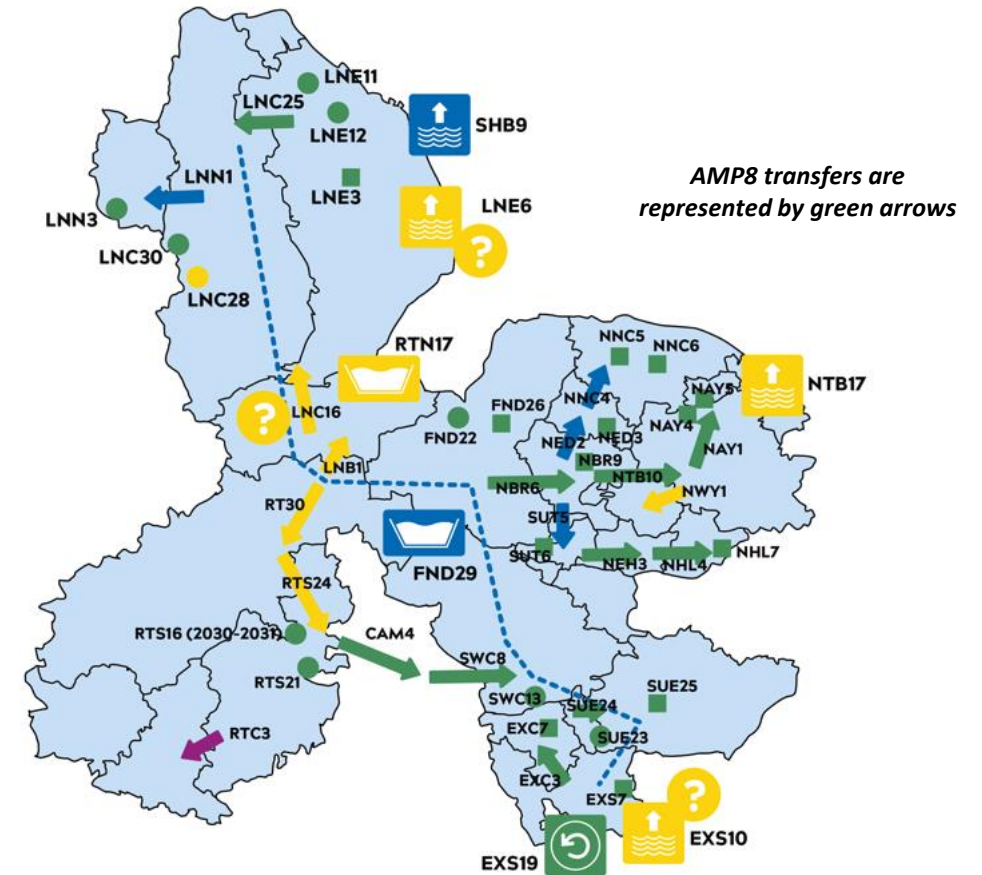 LNE11
LNC25
LNE12
SHB9
AMP8 transfers are
represented by green arrows
LNN1
LNE3
LNE6
?
LNN3
LNC30
LNC28
RTN17
NNC5
NNC6
NAY5
NTB17
?
LNC16
FND26
NNC4
FND22
NED2
NED3
NAY4
NAY1
LNB1
NBR9
NBR6
NTB10
NWY1
RT30
SUT5
FND29
SUT6
NEH3
NHL4
NHL7
RTS24
RTS16 (2030-2031)
CAM4
RTS21
SWC8
SWC13
SUE25
SUE24
EXC7
SUE23
RTC3
EXC3
EXS7
?
EXS19
EXS10